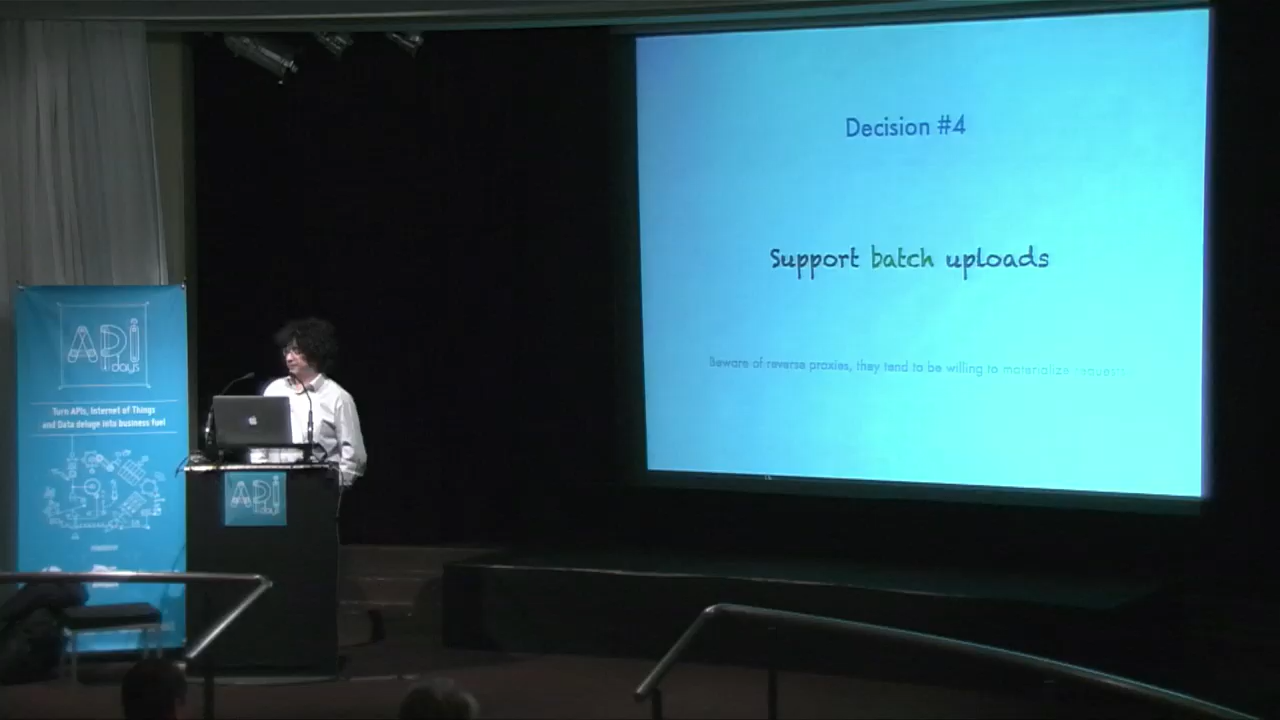 Decision #4
Support batch uploads
Beware of reverse proxies, they tend to be willing to materialize requests
API
days
Turn APIs, Internet of Things
and Data deluge into business fuel
API
days